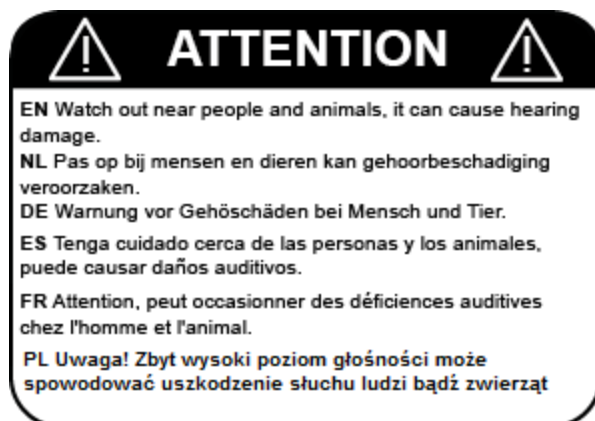 ATTENTION
EN Watch out near people and animals, it can cause hearing
damage.
NL Pas op bij mensen en dieren kan gehoorbeschadiging
veroorzaken.
DE Warnung vor Gehöschäden bei Mensch und Tier.
ES Tenga cuidado cerca de las personas y los animales,
puede causar daños auditivos.
FR Attention, peut occasionner des déficiences auditives
chez l'homme et l'animal.
PL Uwaga! Zbyt wysoki poziom głośności może
spowodować uszkodzenie słuchu ludzi bądź zwierząt